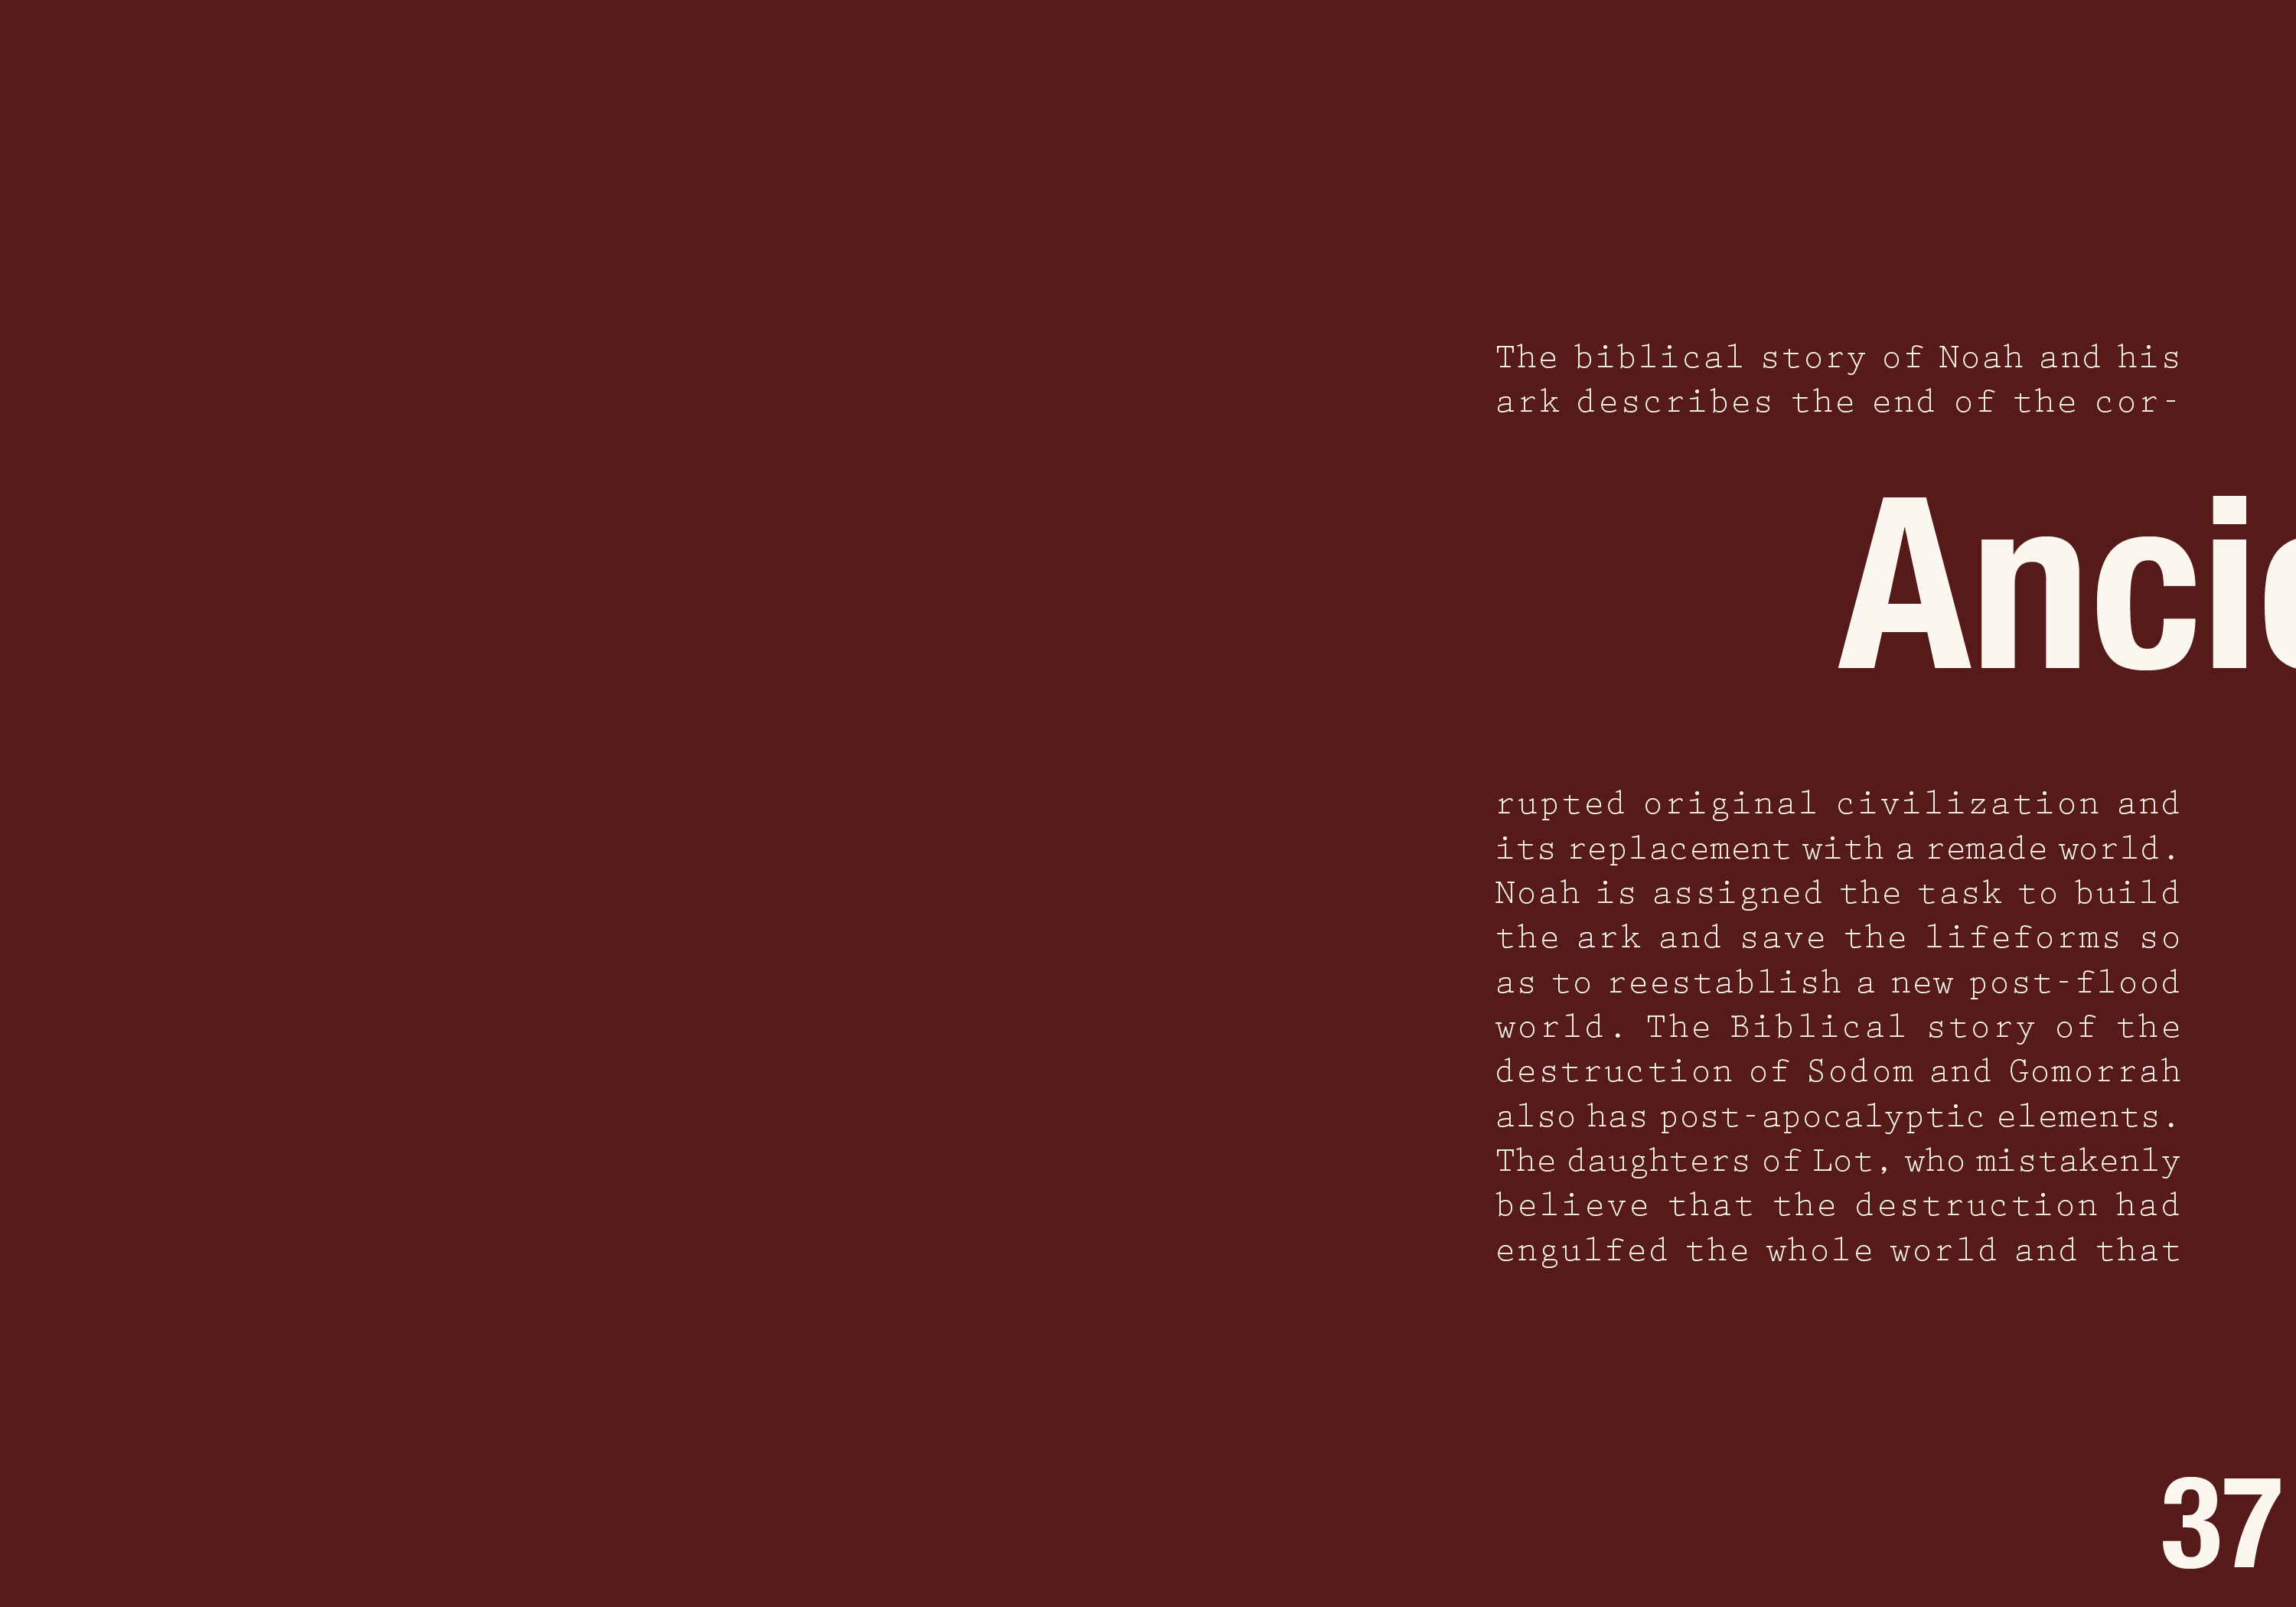 The biblical story of Noah and his
ark describes the end of the cor-
Ancie
rupted original civilization and
its replacement with a remade world.
Noah is assigned the task to build
the ark and save the lifeforms so
as to reestablish a new post-flood
world. The Biblical story of the
destruction of Sodom and Gomorrah
also has post-apocalyptic elements.
The daughters of Lot, who mistakenly
believe that the destruction had
engulfed the whole world and that
37